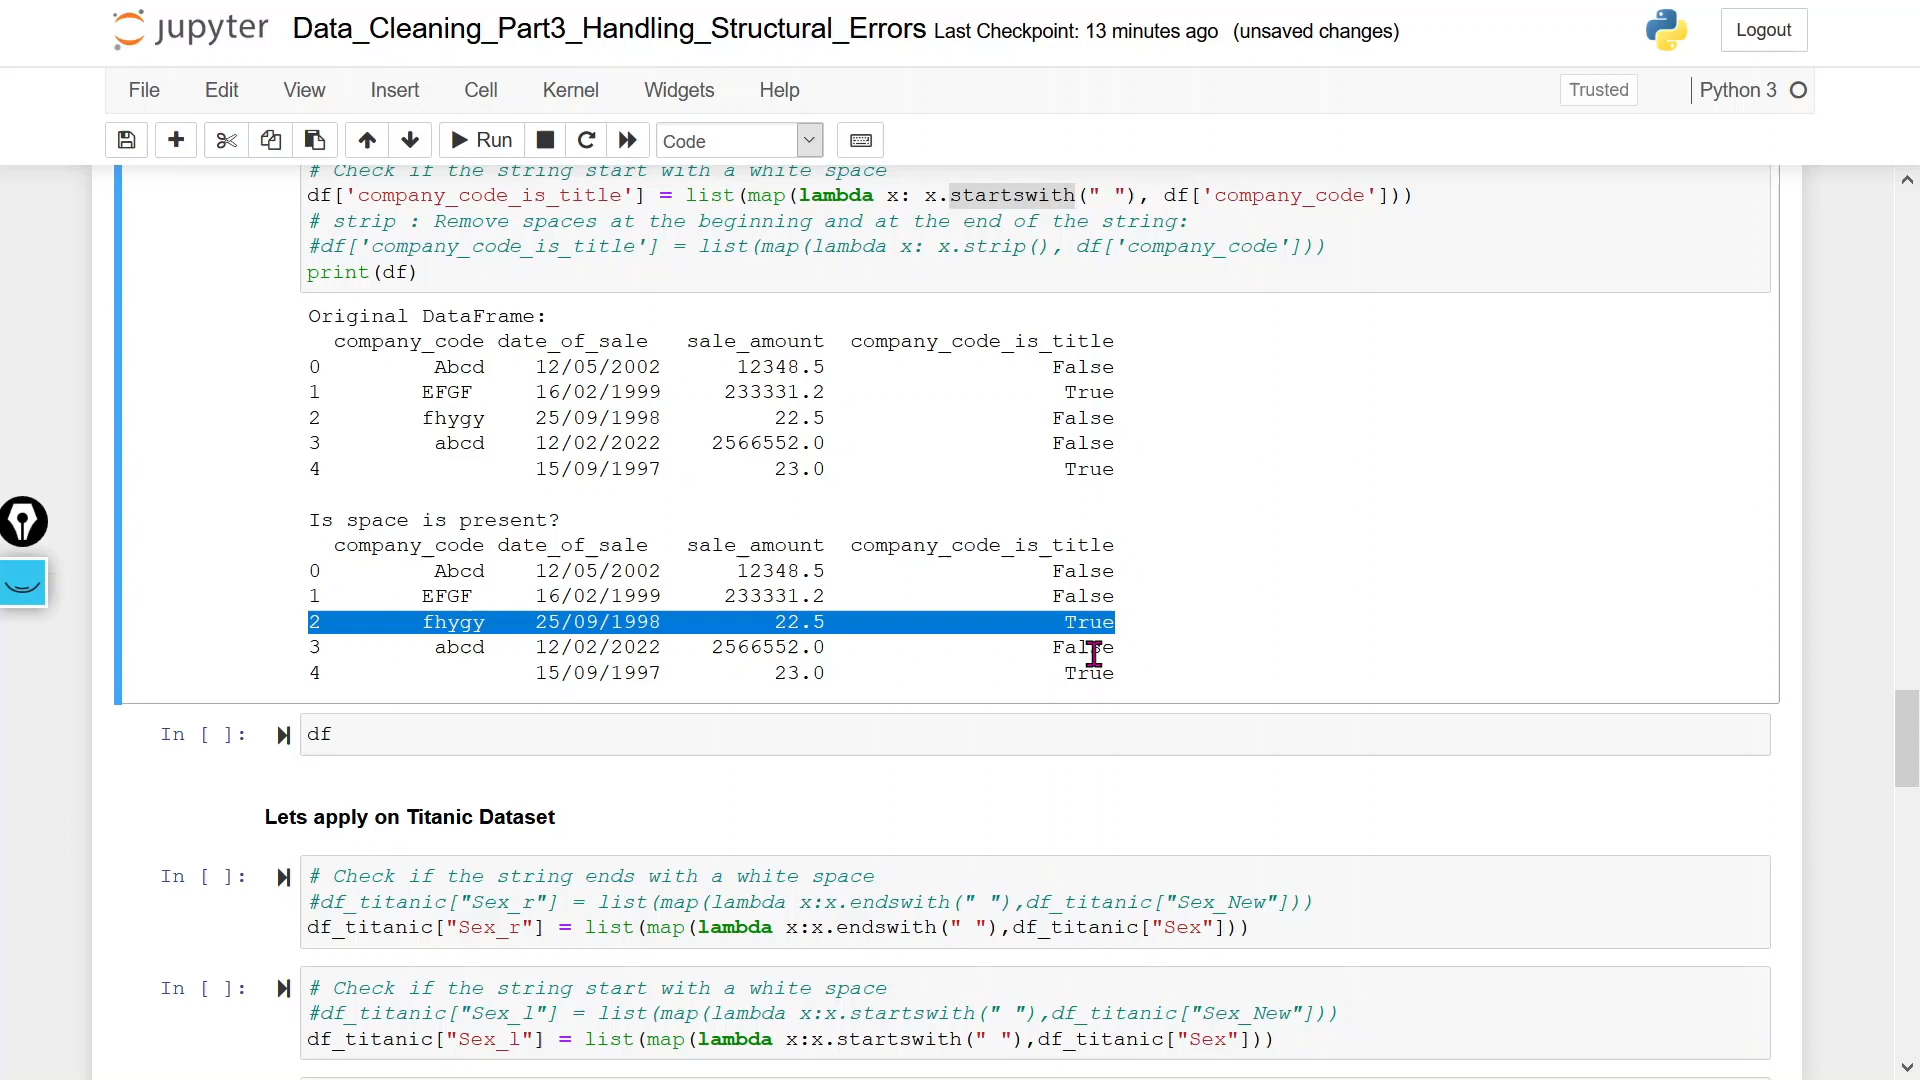 jupyter Data_Cleaning_Part3_Handling_Structural_Errors Last Checkpoint: 13 minutes ago (unsaved changes) Logout
File Edit View Insert Cell Kernel Widgets Help Trusted Python 3
Run Code
# Check if the string start with a white space
df['company_code_is_title'] = list(map(lambda x: x.startswith(" "), df['company_code']))
# strip : Remove spaces at the beginning and at the end of the string:
#df['company_code_is_title'] = list(map(lambda x: x.strip(), df['company_code']))
print(df)
Original DataFrame:
company_code date_of_sale sale_amount company_code_is_title
0 Abcd 12/05/2002 12348.5 False
1 EFGF 16/02/1999 233331.2 True
2 fhygy 25/09/1998 22.5 False
3 abcd 12/02/2022 2566552.0 False
4 15/09/1997 23.0 True
Is space is present?
company_code date_of_sale sale_amount company_code_is_title
0 Abcd 12/05/2002 12348.5 False
1 EFGF 16/02/1999 233331.2 False
2 fhygy 25/09/1998 22.5 True
3 abcd 12/02/2022 2566552.0 False
4 15/09/1997 23.0 True
In [ ]: df
Lets apply on Titanic Dataset
In [ ]: # Check if the string ends with a white space
#df_titanic["Sex_r"] = list(map(lambda x:x.endswith(" "),df_titanic["Sex_New"]))
df_titanic["Sex_r"] = list(map(lambda x:x.endswith(" "),df_titanic["Sex"]))
In [ ]: # Check if the string start with a white space
#df_titanic["Sex_l"] = list(map(lambda x:x.startswith(" "),df_titanic["Sex_New"]))
df_titanic["Sex_l"] = list(map(lambda x:x.startswith(" "),df_titanic["Sex"]))